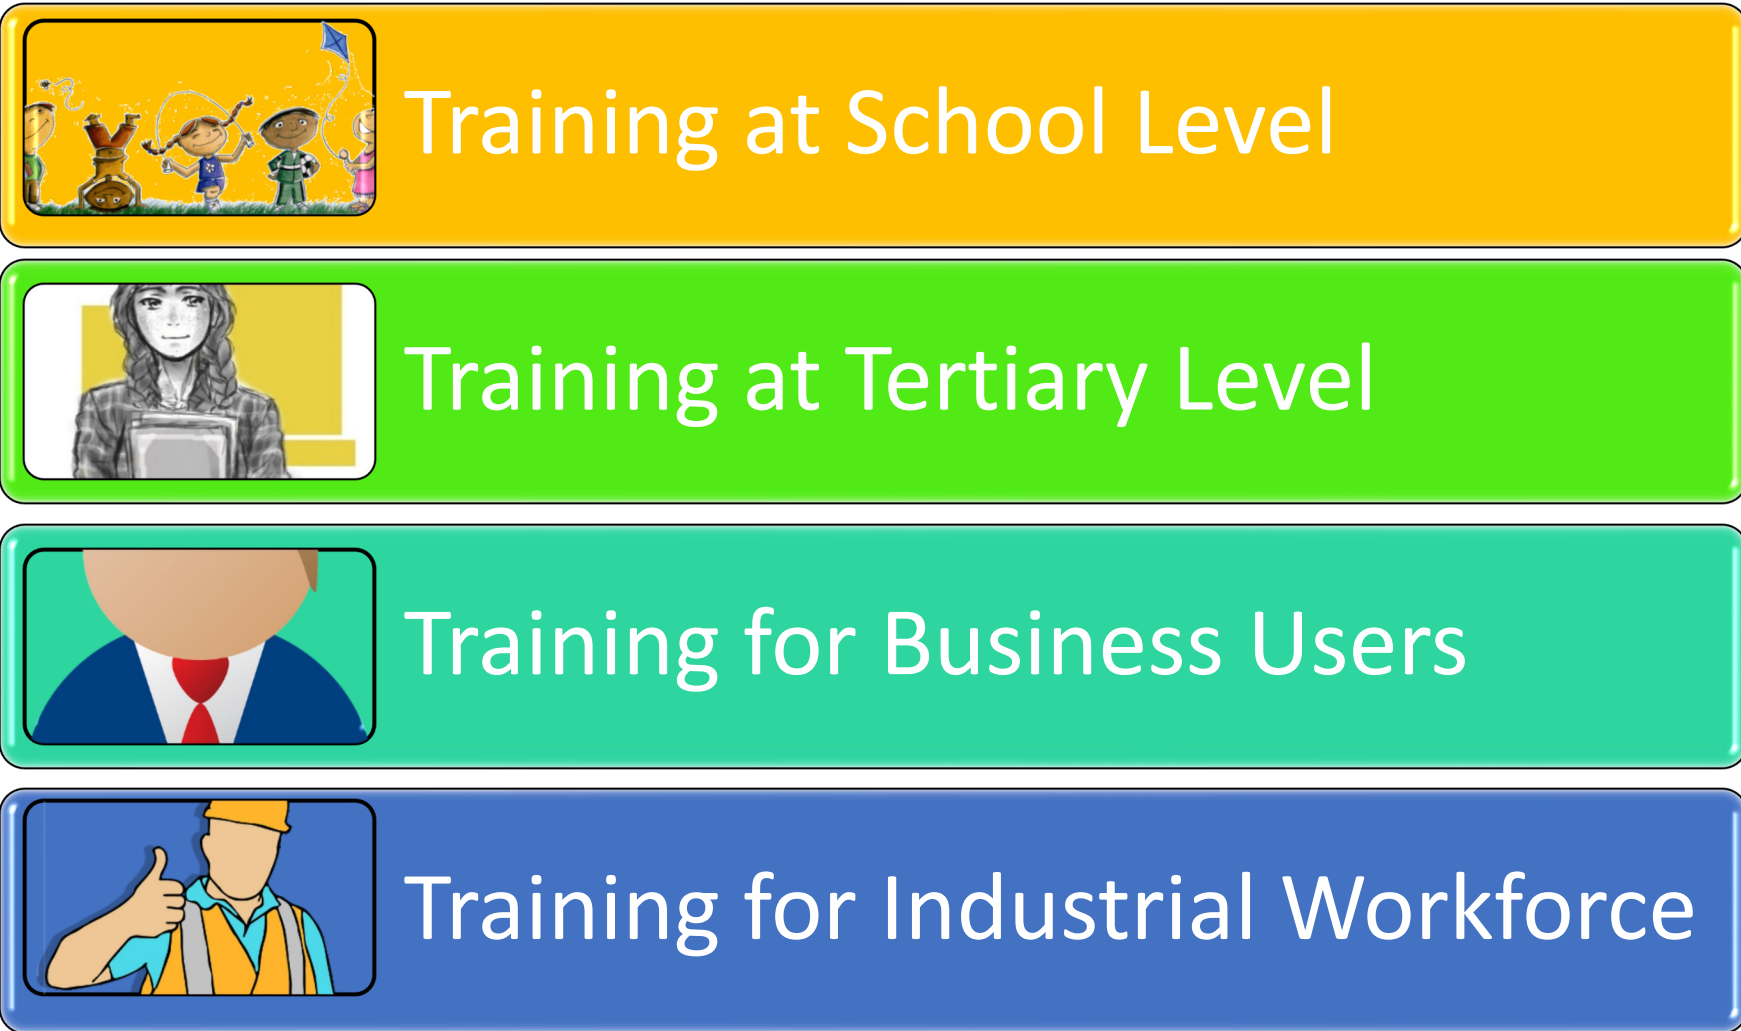 Training at School Level
Training at Tertiary Level
Training for Business Users
Training for Industrial Workforce